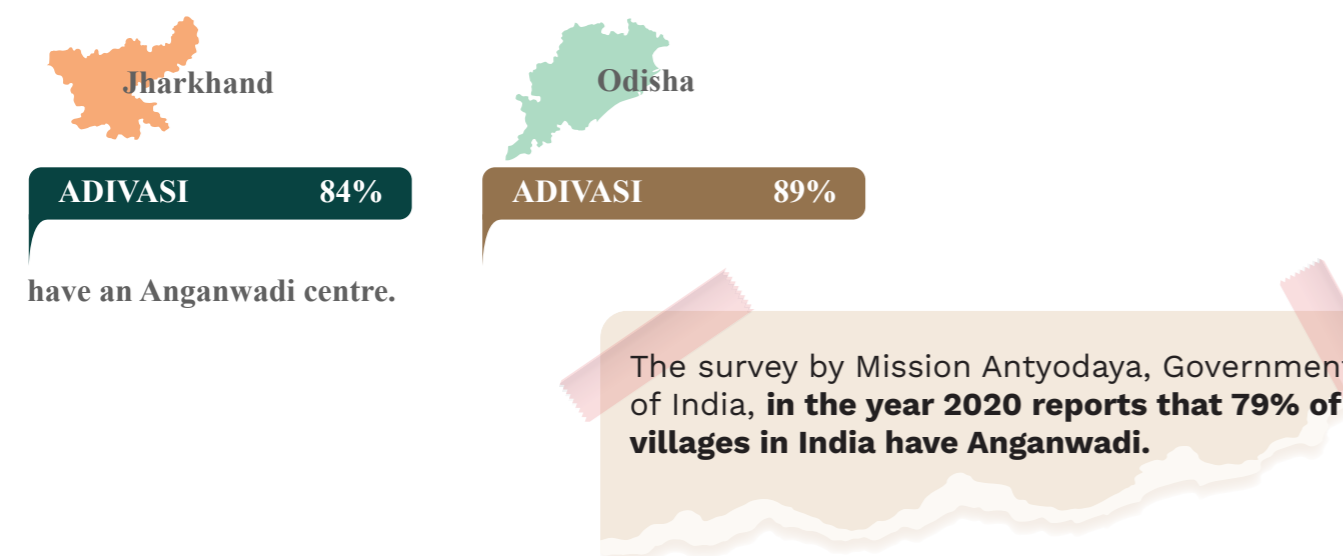 Jharkhand
Odisha
ADIVASI 84%
ADIVASI 89%
have an Anganwadi centre.
The survey by Mission Antyodaya, Government
of India, in the year 2020 reports that 79% of
villages in India have Anganwadi.